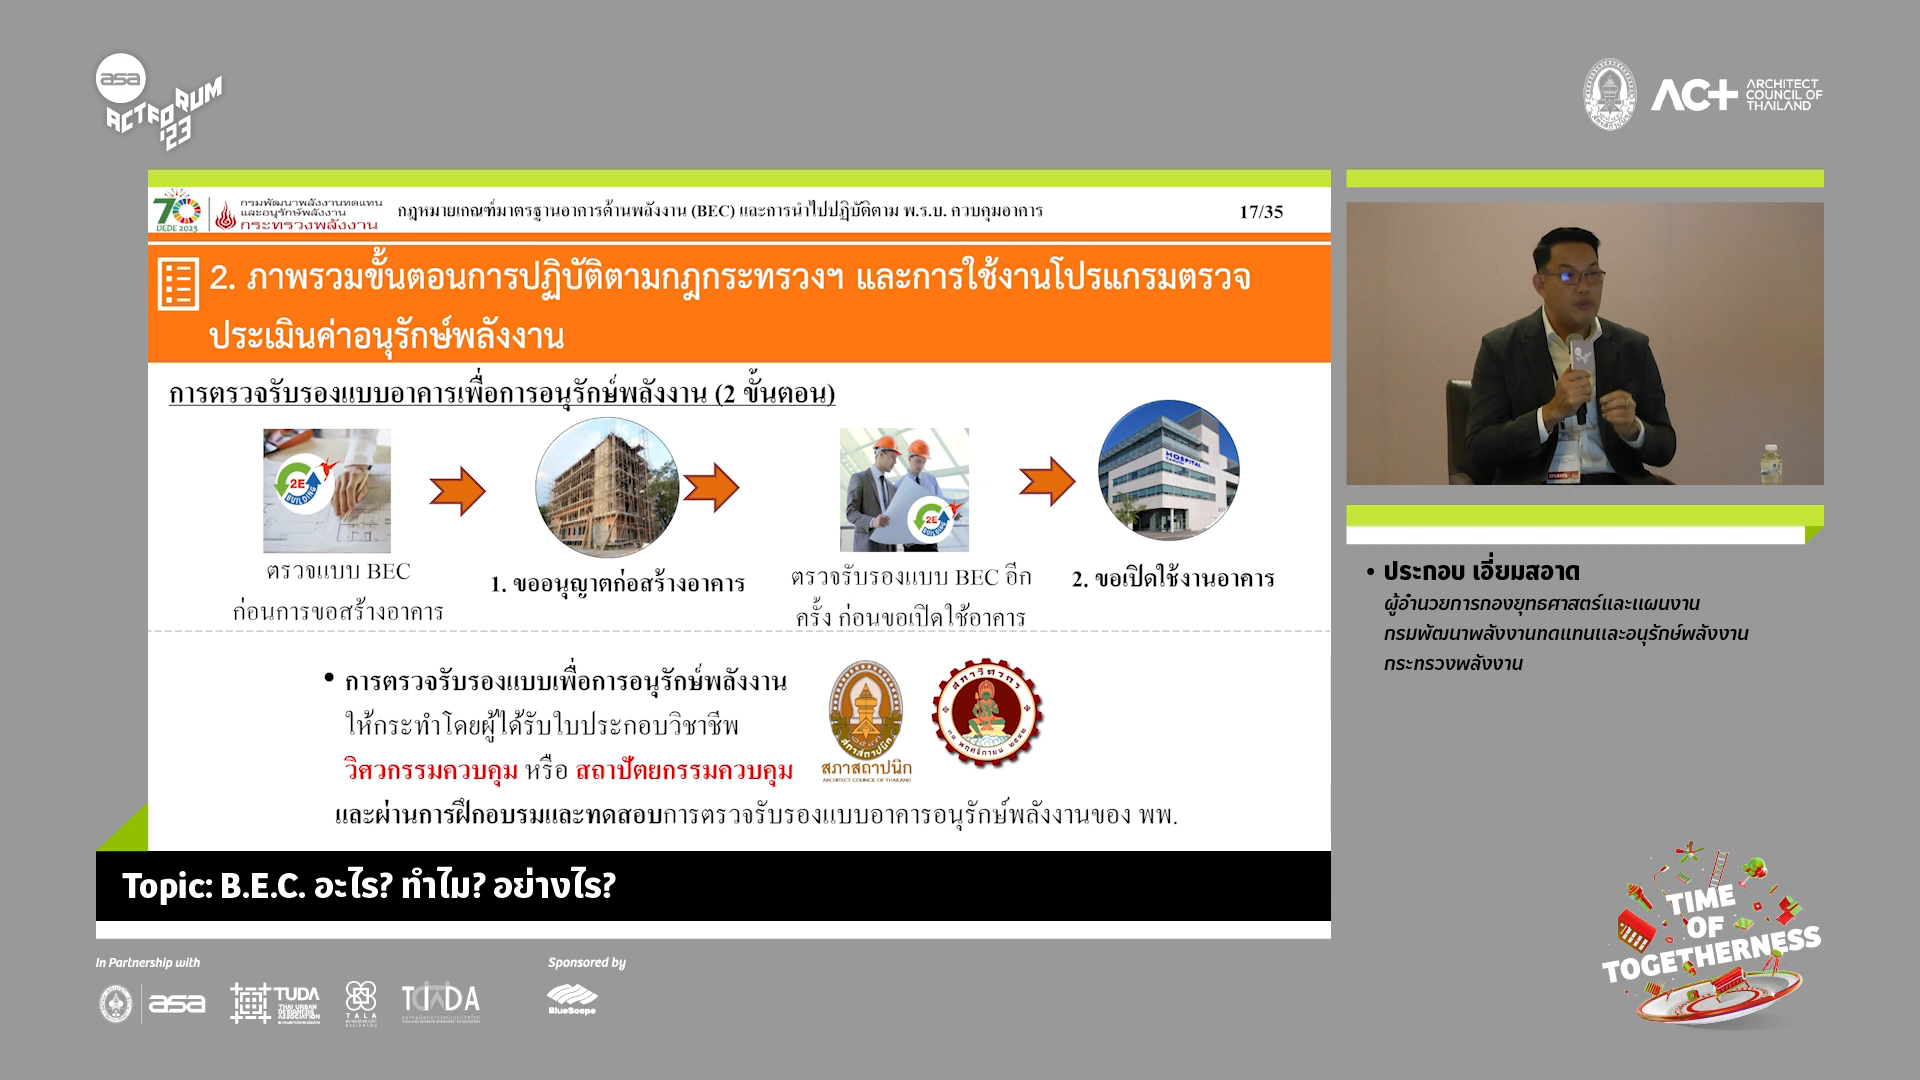 asa
ACT FORUM '23
ACT
ARCHITECT
COUNCIL OF
THAILAND
70
DEDE 2023
กรมพัฒนาพลังงานทดแทน
และอนุรักษ์พลังงาน
กระทรวงพลังงาน
กฎหมายเกณฑ์มาตรฐานอาคารด้านพลังงาน (BEC) และการนำไปปฏิบัติตาม พ.ร.บ. ควบคุมอาคาร
17/35
2. ภาพรวมขั้นตอนการปฏิบัติตามกฎกระทรวงฯ และการใช้งานโปรแกรมตรวจ
ประเมินค่าอนุรักษ์พลังงาน
การตรวจรับรองแบบอาคารเพื่อการอนุรักษ์พลังงาน (2 ขั้นตอน)
2E
BUILDING
2E
HOSPITAL
ตรวจแบบ BEC
ก่อนการขอสร้างอาคาร
1. ขออนุญาตก่อสร้างอาคาร
ตรวจรับรองแบบ BEC อีก
ครั้ง ก่อนขอเปิดใช้อาคาร
2. ขอเปิดใช้งานอาคาร
• การตรวจรับรองแบบเพื่อการอนุรักษ์พลังงาน
ให้กระทำโดยผู้ได้รับใบประกอบวิชาชีพ
วิศวกรรมควบคุม หรือ สถาปัตยกรรมควบคุม
และผ่านการฝึกอบรมและทดสอบการตรวจรับรองแบบอาคารอนุรักษ์พลังงานของ พพ.
สภาสถาปนิก
สภาสถาปนิก
ARCHITECT COUNCIL OF THAILAND
สภาวิศวกร
Topic: B.E.C. อะไร? ทำไม? อย่างไร?
• ประกอบ เอี่ยมสอาด
ผู้อำนวยการกองยุทธศาสตร์และแผนงาน
กรมพัฒนาพลังงานทดแทนและอนุรักษ์พลังงาน
กระทรวงพลังงาน
In Partnership with
asa
TUDA
THAI URBAN
DESIGNERS
ASSOCIATION
TALA
TIDA
Sponsored by
BlueScope
TIME
OF
TOGETHERNESS